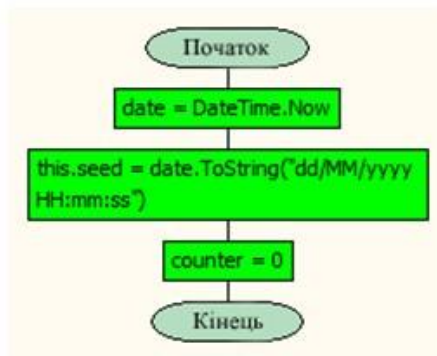 Початок
date = DateTime.Now
this.seed = date.ToString("dd/MM/yyyy
HH:mm:ss")
counter = 0
Кінець